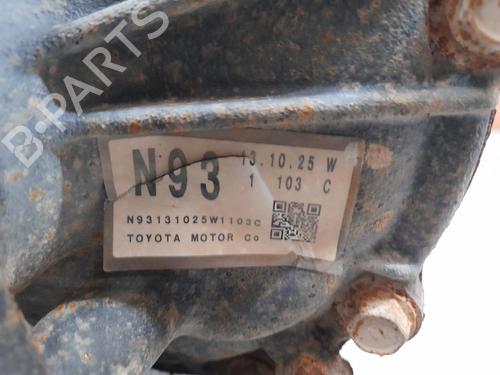 B-PARTS
N93 13.10.25 W
1 103 C
N93131025W1103C
TOYOTA MOTOR Co